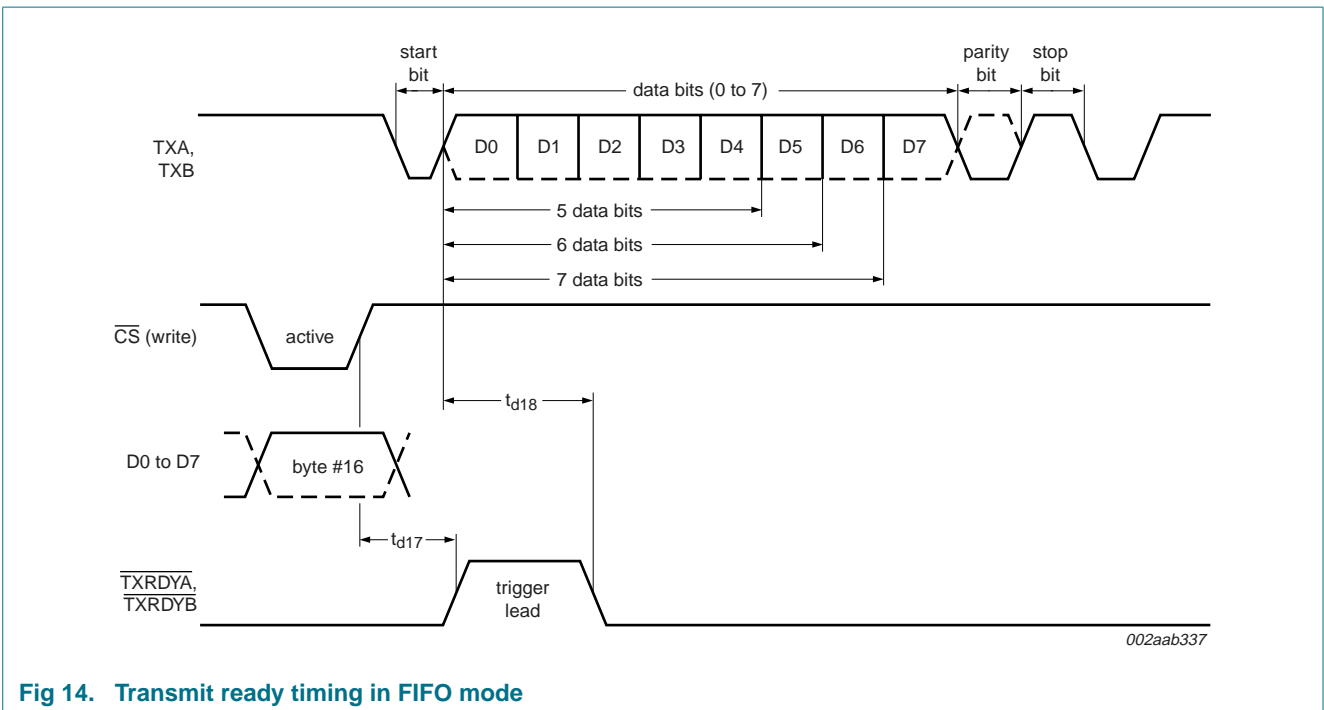 start
bit
data bits (0 to 7)
parity
bit
stop
bit
TXA,
TXB
D0 D1 D2 D3 D4 D5 D6 D7
5 data bits
6 data bits
7 data bits
CS (write)
active
td18
D0 to D7
byte #16
td17
TXRDYA,
TXRDYB
trigger
lead
002aab337
Fig 14. Transmit ready timing in FIFO mode